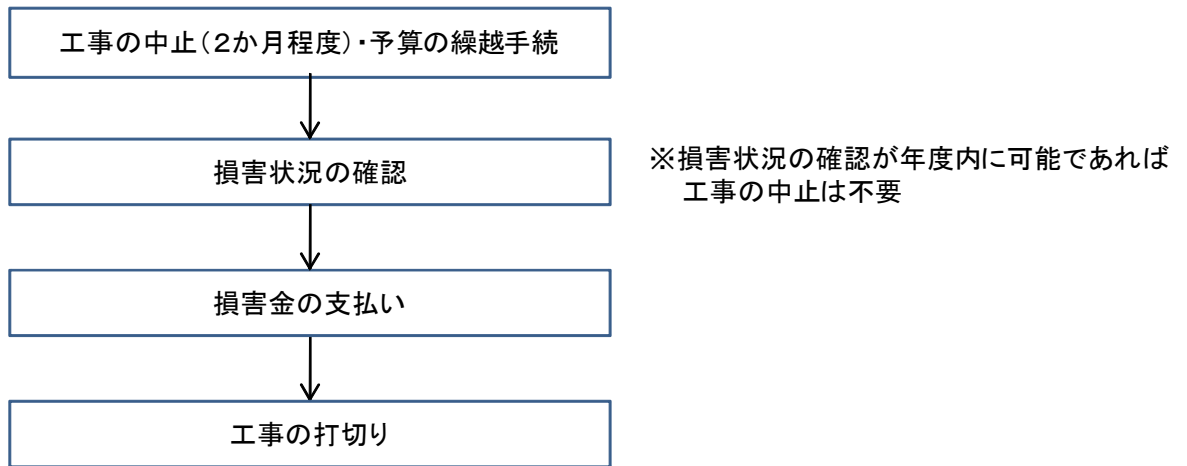 工事の中止（２か月程度）・予算の繰越手続
損害状況の確認
※損害状況の確認が年度内に可能であれば
工事の中止は不要
損害金の支払い
工事の打切り